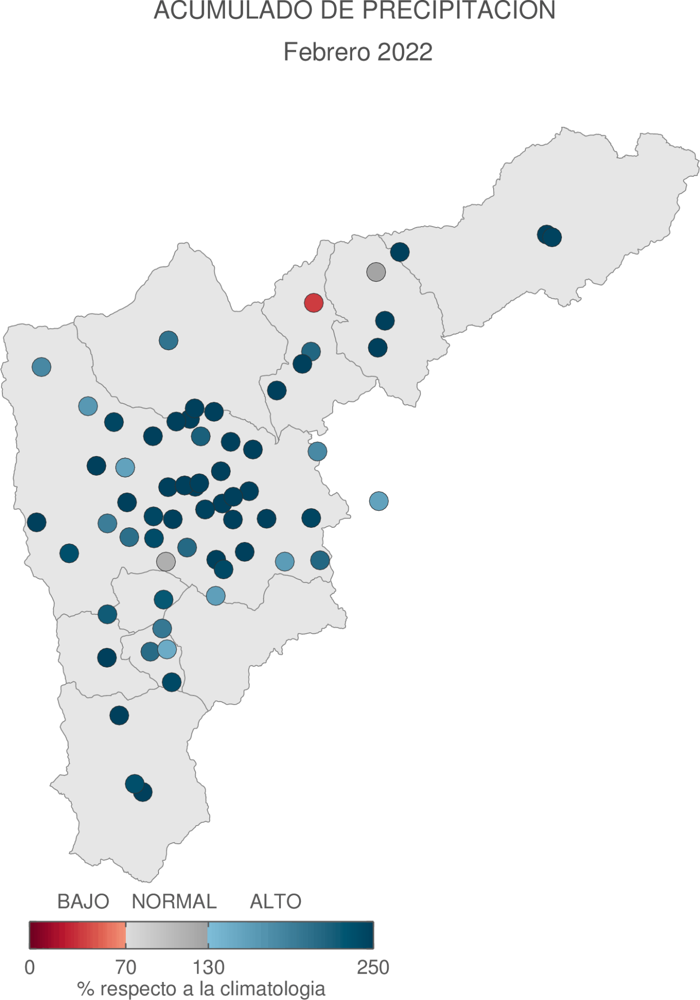 ACUMULADO DE PRECIPITACION
Febrero 2022
BAJO NORMAL ALTO
0 70 130 250
% respecto a la climatologia